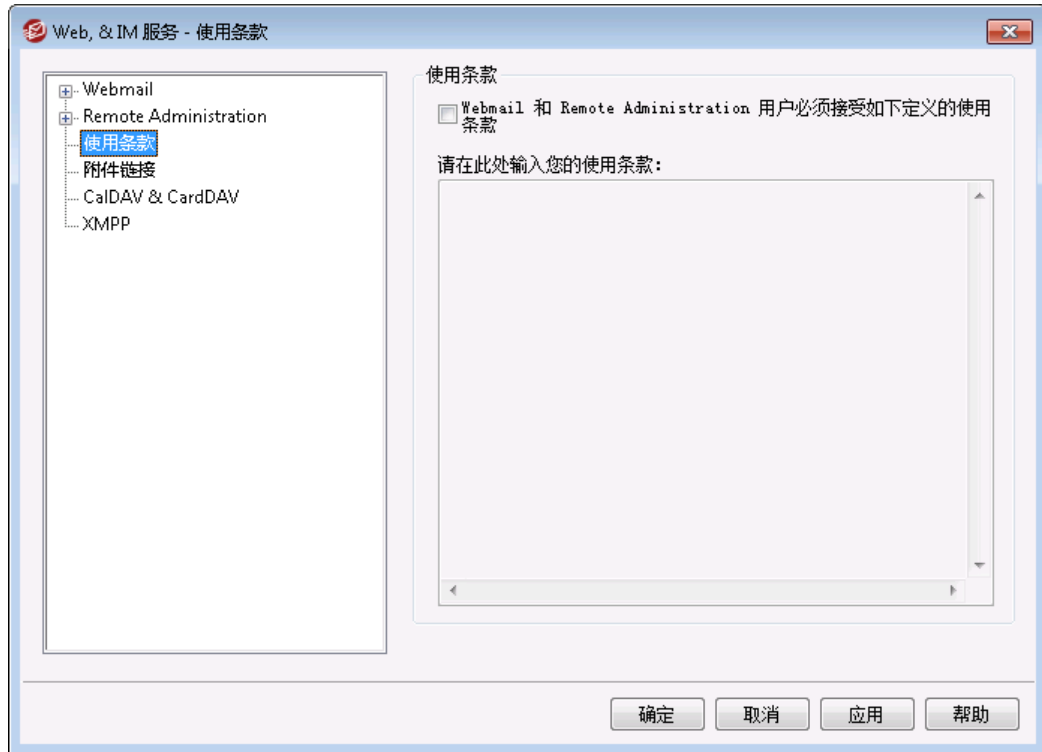 Web, & IM 服务 - 使用条款
Webmail
Remote Administration
使用条款
附件链接
CalDAV & CardDAV
XMPP
使用条款
Webmail 和 Remote Administration 用户必须接受如下定义的使用
条款
请在此处输入您的使用条款：
确定
取消
应用
帮助